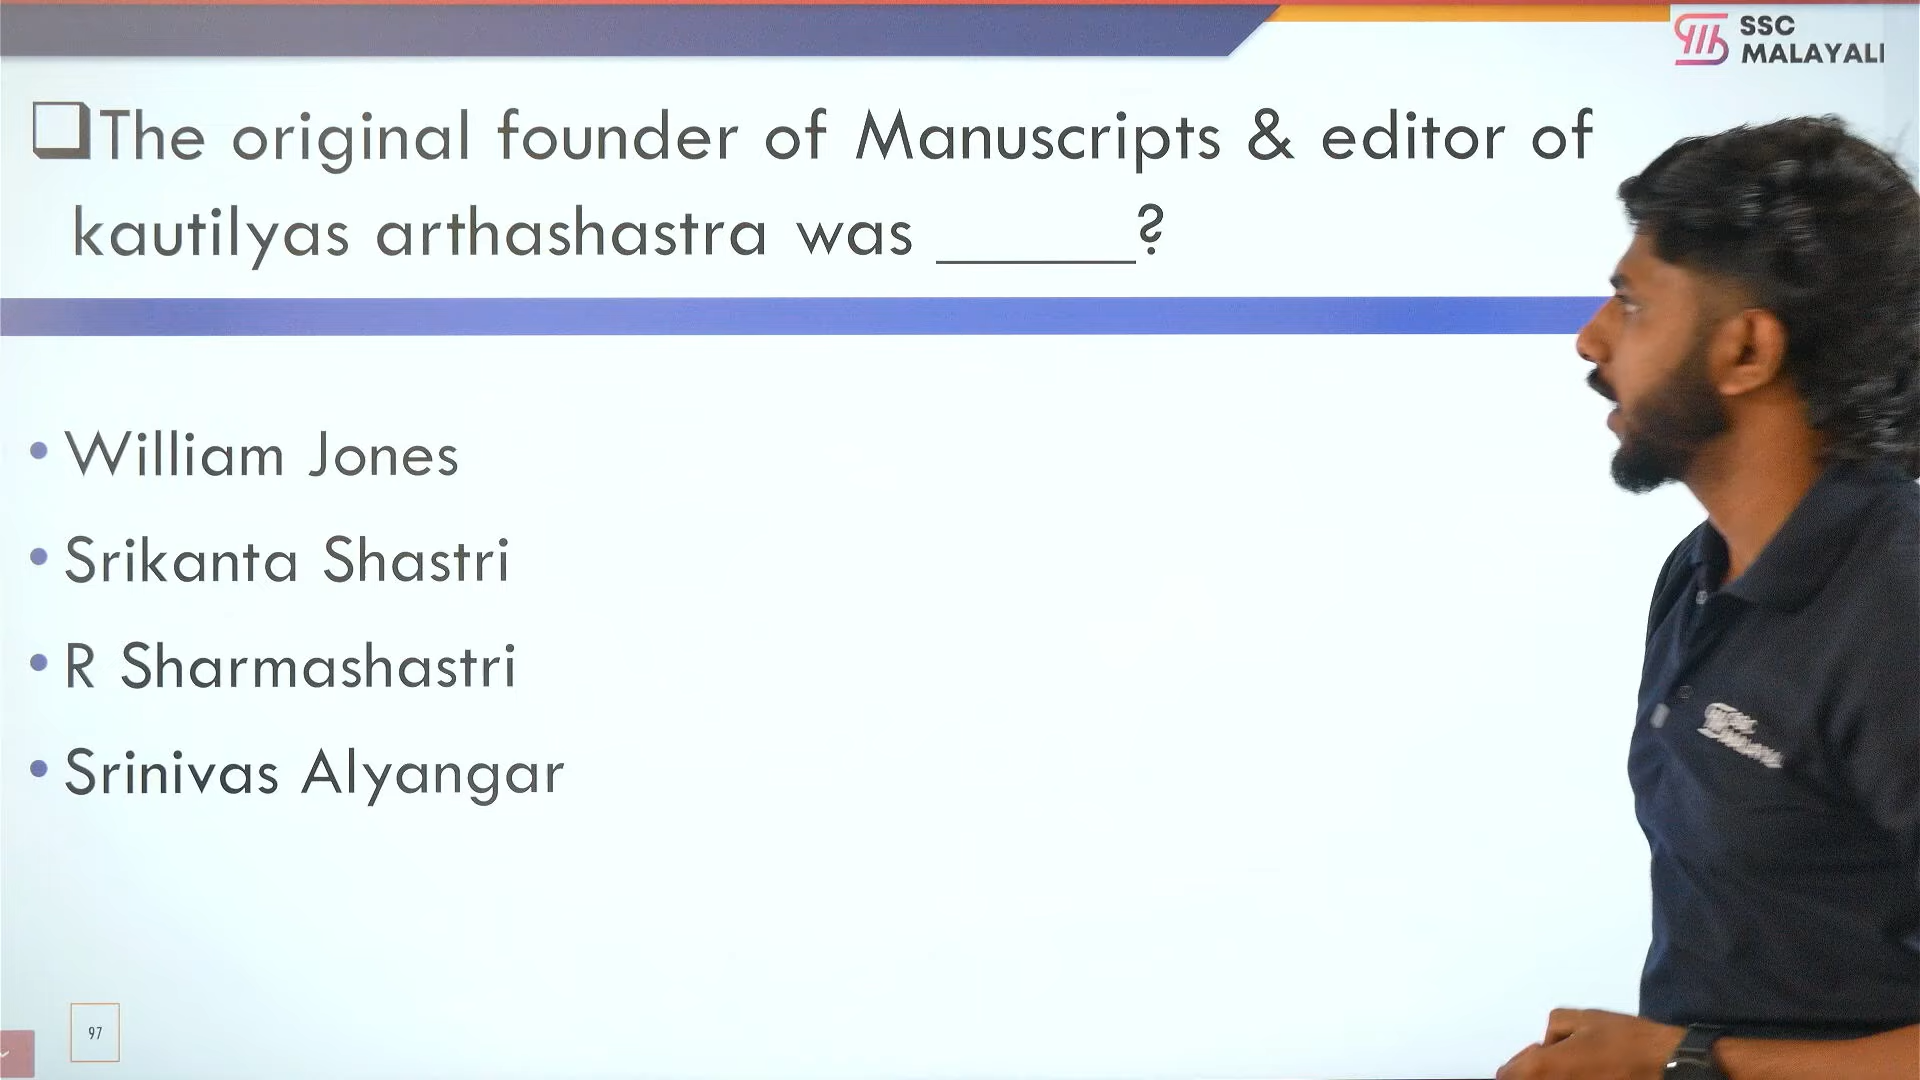 SSC
MALAYALI
The original founder of Manuscripts & editor of
kautilyas arthashastra was ______?
• William Jones
• Srikanta Shastri
• R Sharmashastri
• Srinivas Alyangar
97